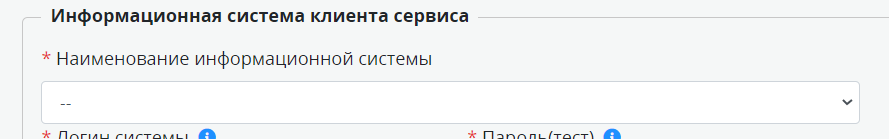 Информационная система клиента сервиса
* Наименование информационной системы
--
* Логин системы * Пароль(тест)